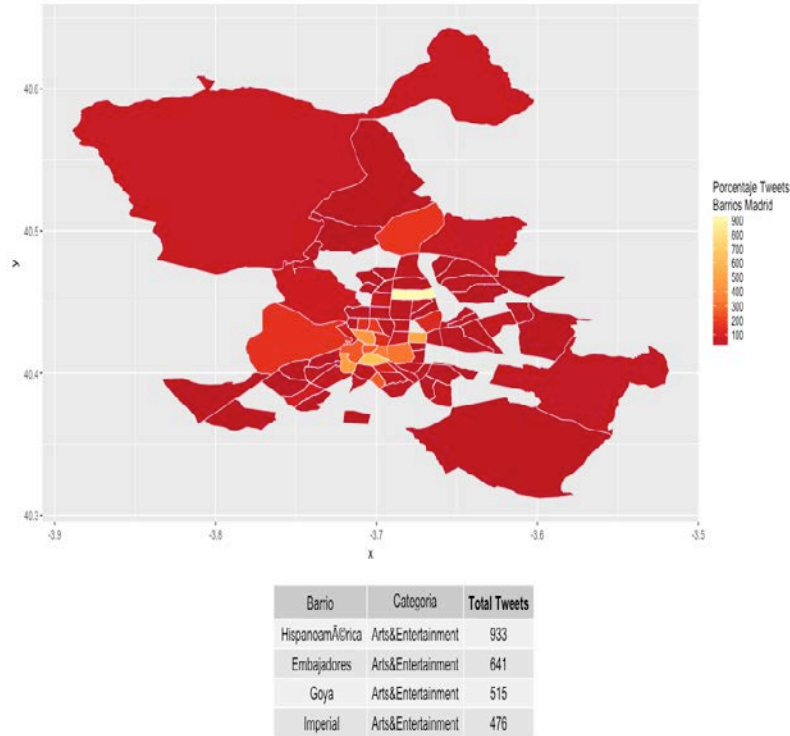 40.6
40.5
40.4
40.3
y
-3.9 -3.8 -3.7 -3.6 -3.5
x
Porcentaje Tweets
Barrios Madrid
900
800
700
600
500
400
300
200
100
Barrio Categoria Total Tweets
HispanoamÃ©rica Arts&Entertainment 933
Embajadores Arts&Entertainment 641
Goya Arts&Entertainment 515
Imperial Arts&Entertainment 476